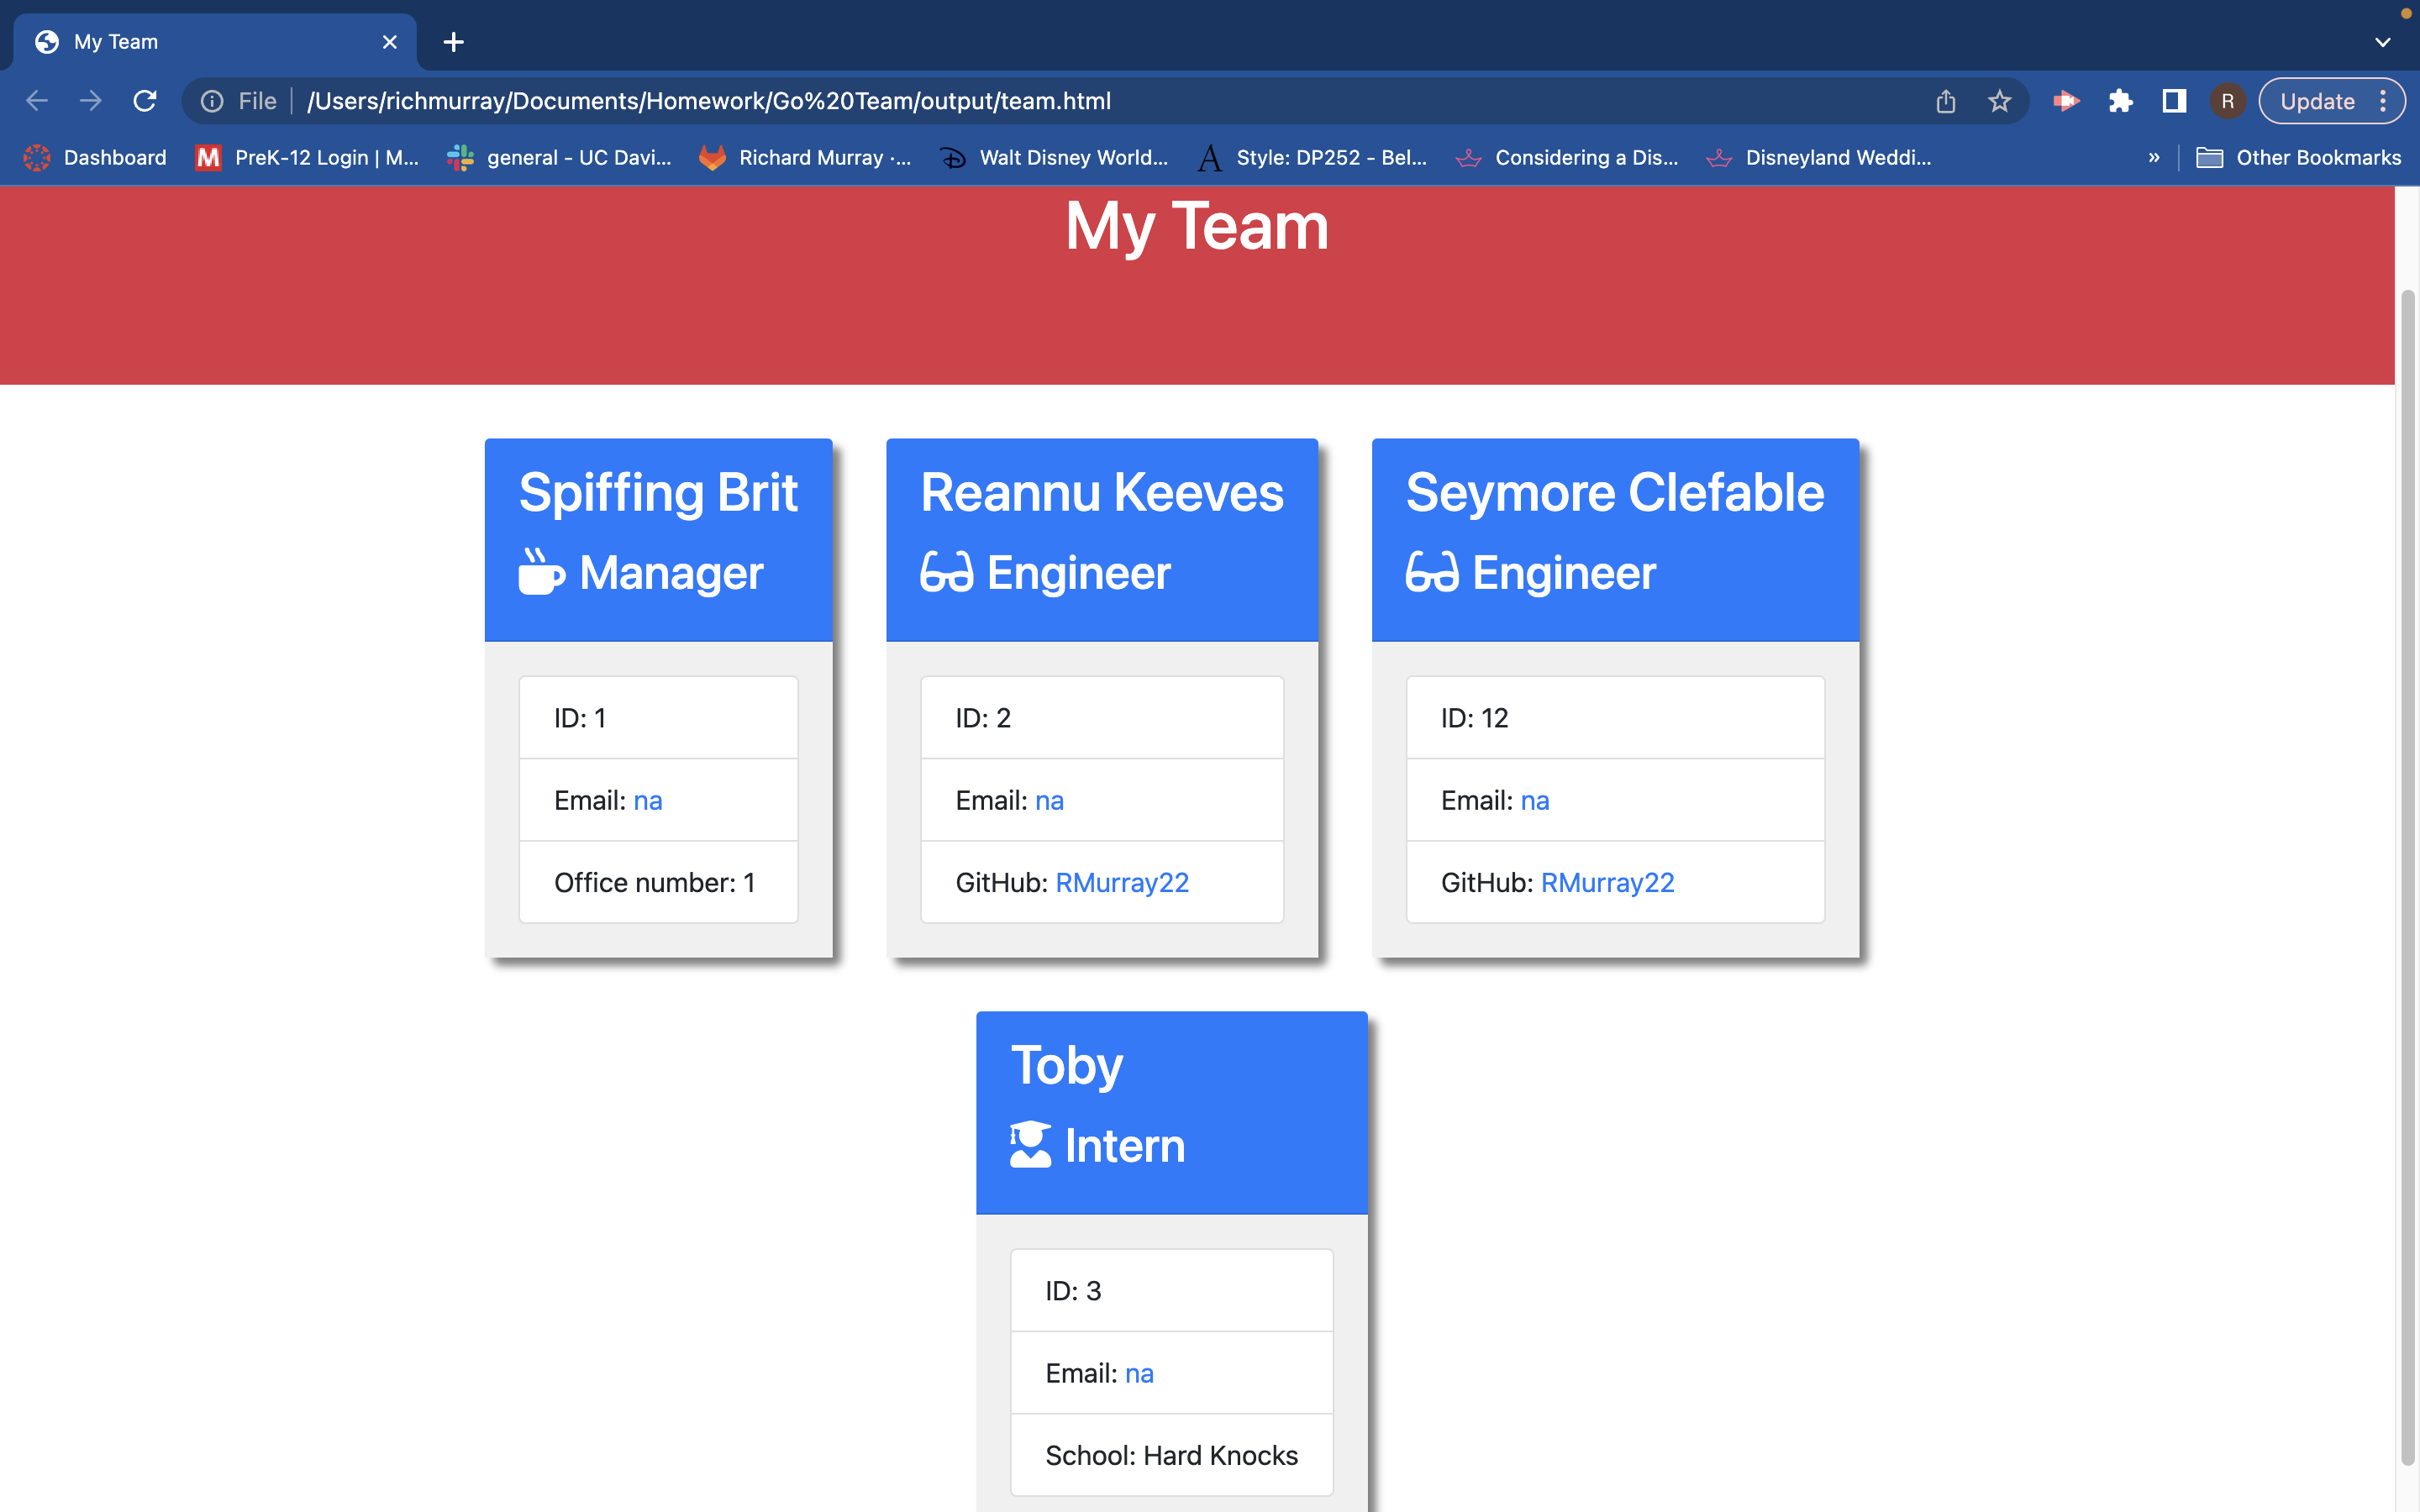 My Team
File /Users/richmurray/Documents/Homework/Go%20Team/output/team.html R Update
Dashboard M PreK-12 Login | M... general - UC Davi... Richard Murray ·... Walt Disney World... A Style: DP252 - Bel... Considering a Dis... Disneyland Weddi... » Other Bookmarks
My Team
Spiffing Brit
Manager
ID: 1
Email: na
Office number: 1
Reannu Keeves
Engineer
ID: 2
Email: na
GitHub: RMurray22
Seymore Clefable
Engineer
ID: 12
Email: na
GitHub: RMurray22
Toby
Intern
ID: 3
Email: na
School: Hard Knocks